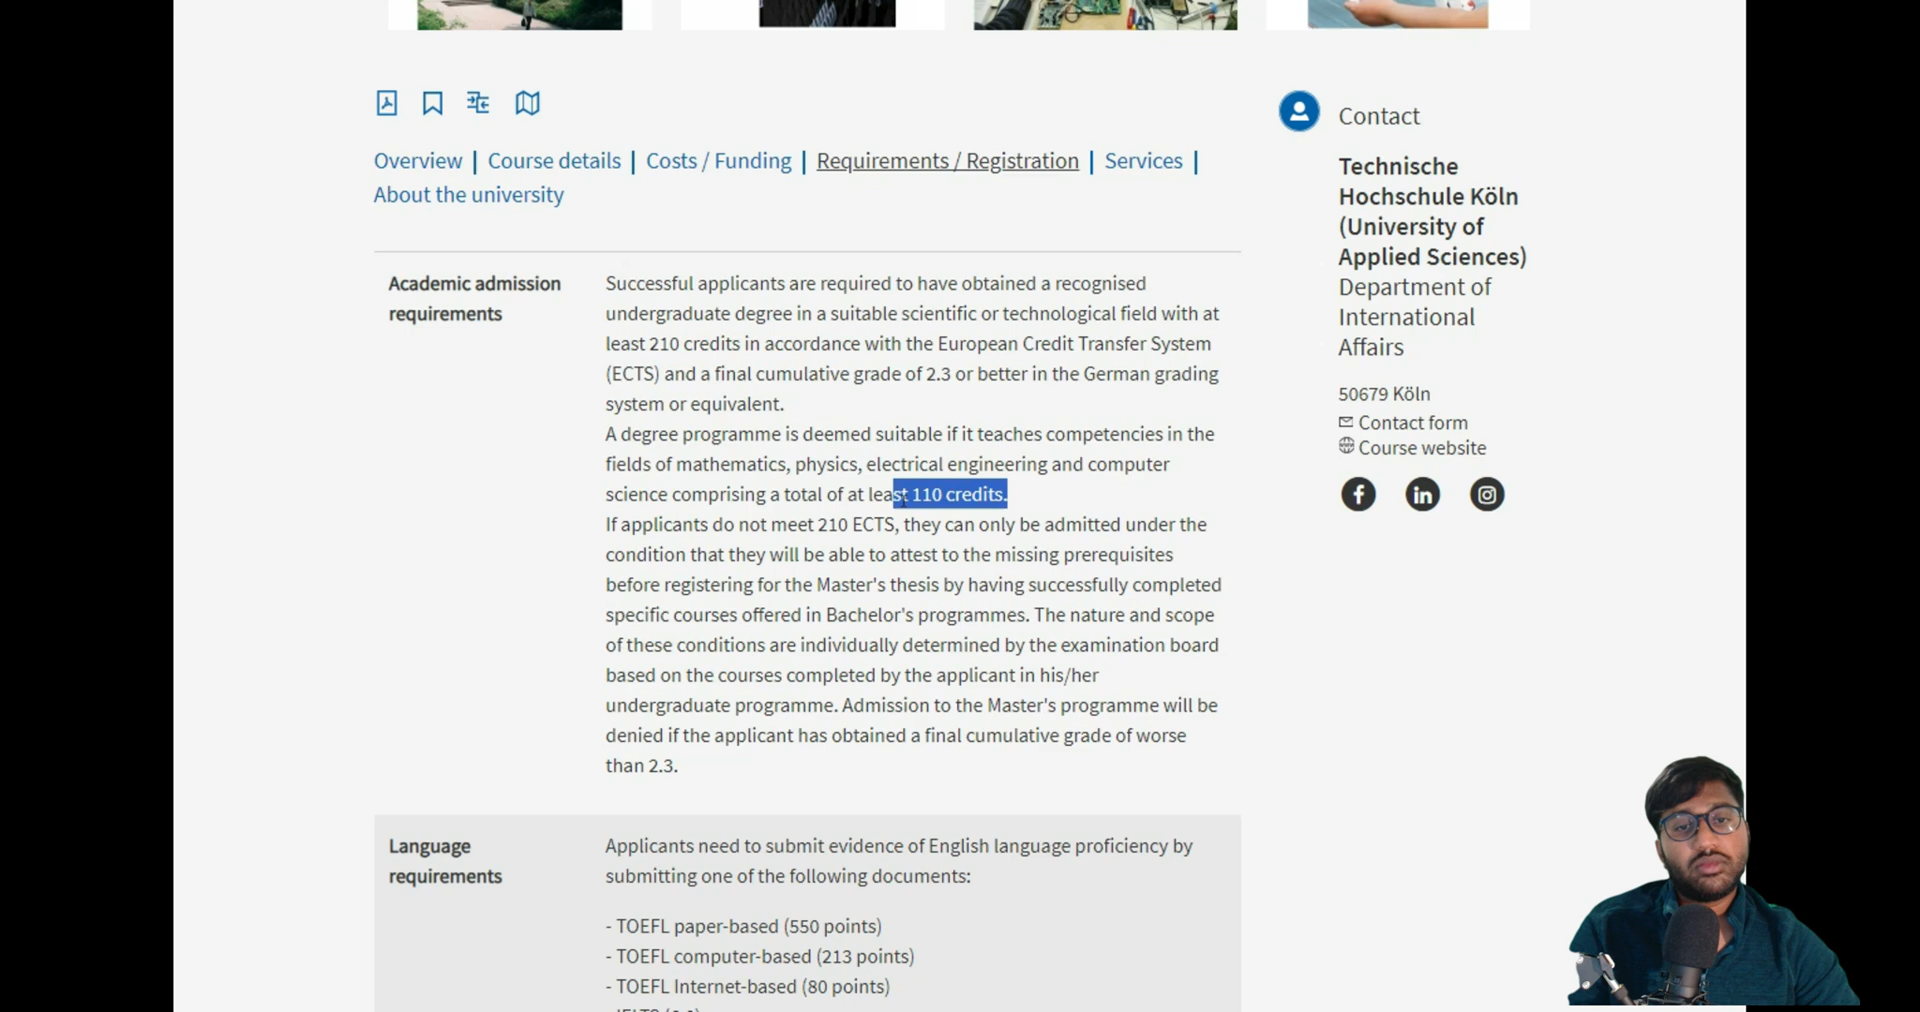 Overview | Course details | Costs / Funding | Requirements / Registration | Services |
About the university
Academic admission
requirements
Successful applicants are required to have obtained a recognised
undergraduate degree in a suitable scientific or technological field with at
least 210 credits in accordance with the European Credit Transfer System
(ECTS) and a final cumulative grade of 2.3 or better in the German grading
system or equivalent.
A degree programme is deemed suitable if it teaches competencies in the
fields of mathematics, physics, electrical engineering and computer
science comprising a total of at least 110 credits.
If applicants do not meet 210 ECTS, they can only be admitted under the
condition that they will be able to attest to the missing prerequisites
before registering for the Master's thesis by having successfully completed
specific courses offered in Bachelor's programmes. The nature and scope
of these conditions are individually determined by the examination board
based on the courses completed by the applicant in his/her
undergraduate programme. Admission to the Master's programme will be
denied if the applicant has obtained a final cumulative grade of worse
than 2.3.
Language
requirements
Applicants need to submit evidence of English language proficiency by
submitting one of the following documents:
- TOEFL paper-based (550 points)
- TOEFL computer-based (213 points)
- TOEFL Internet-based (80 points)
Contact
Technische
Hochschule Köln
(University of
Applied Sciences)
Department of
International
Affairs
50679 Köln
Contact form
Course website